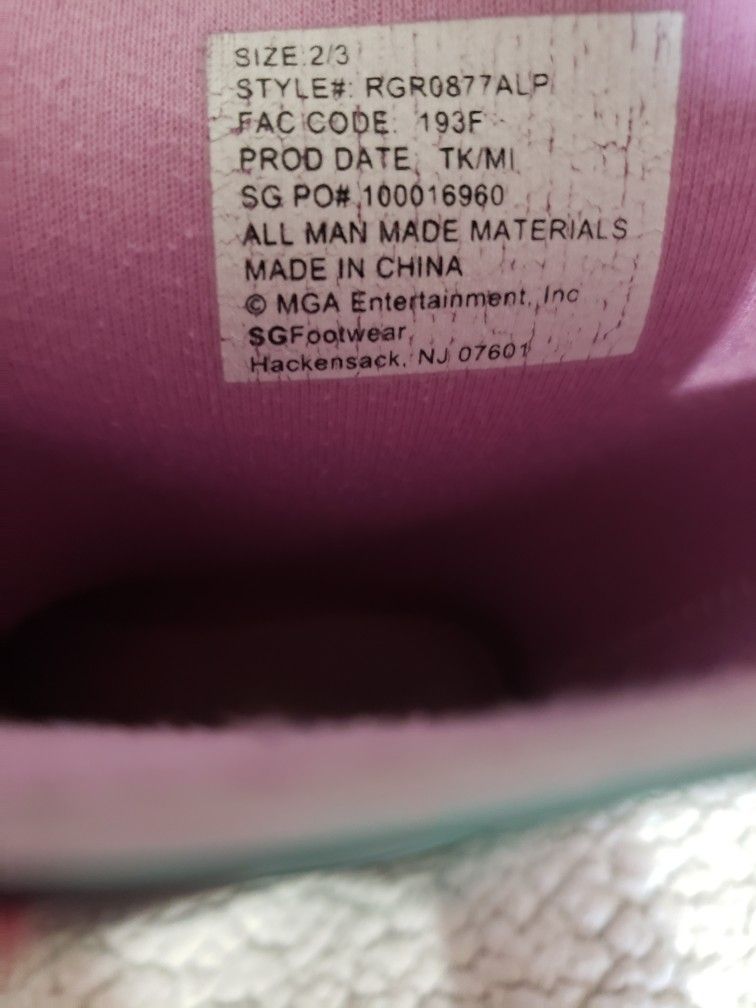 SIZE:2/3
STYLE#: RGR0877ALP
FAC CODE: 193F
PROD DATE: TK/MI
SG PO# 100016960
ALL MAN MADE MATERIALS
MADE IN CHINA
© MGA Entertainment, Inc
SGFootwear
Hackensack, NJ 07601